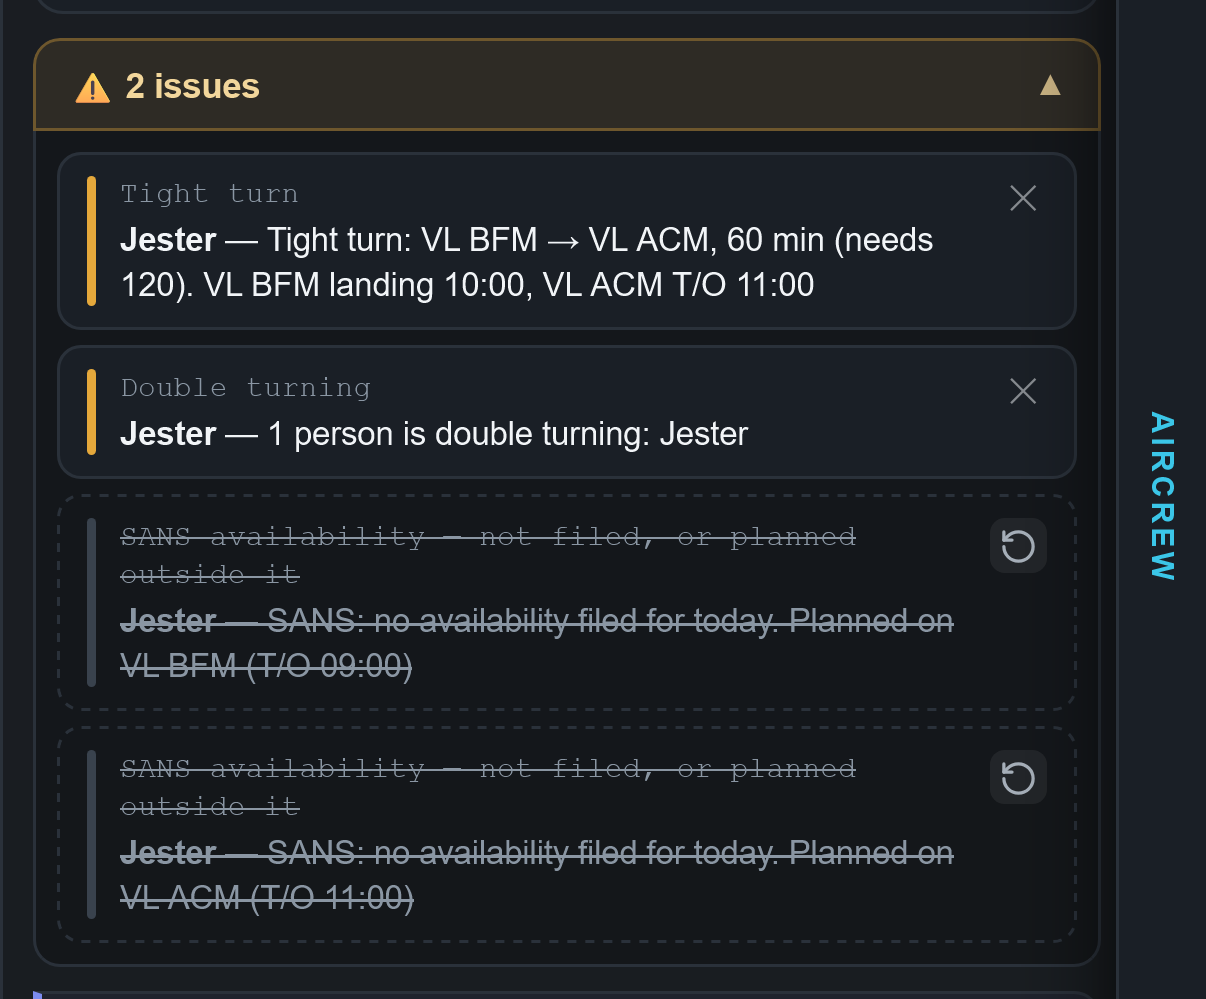 ⚠️ 2 issues ▲
Tight turn
Jester — Tight turn: VL BFM → VL ACM, 60 min (needs
120). VL BFM landing 10:00, VL ACM T/O 11:00
Double turning
Jester — 1 person is double turning: Jester
SANS availability — not filed, or planned
outside it
Jester — SANS: no availability filed for today. Planned on
VL BFM (T/O 09:00)
SANS availability — not filed, or planned
outside it
Jester — SANS: no availability filed for today. Planned on
VL ACM (T/O 11:00)
AIRCREW